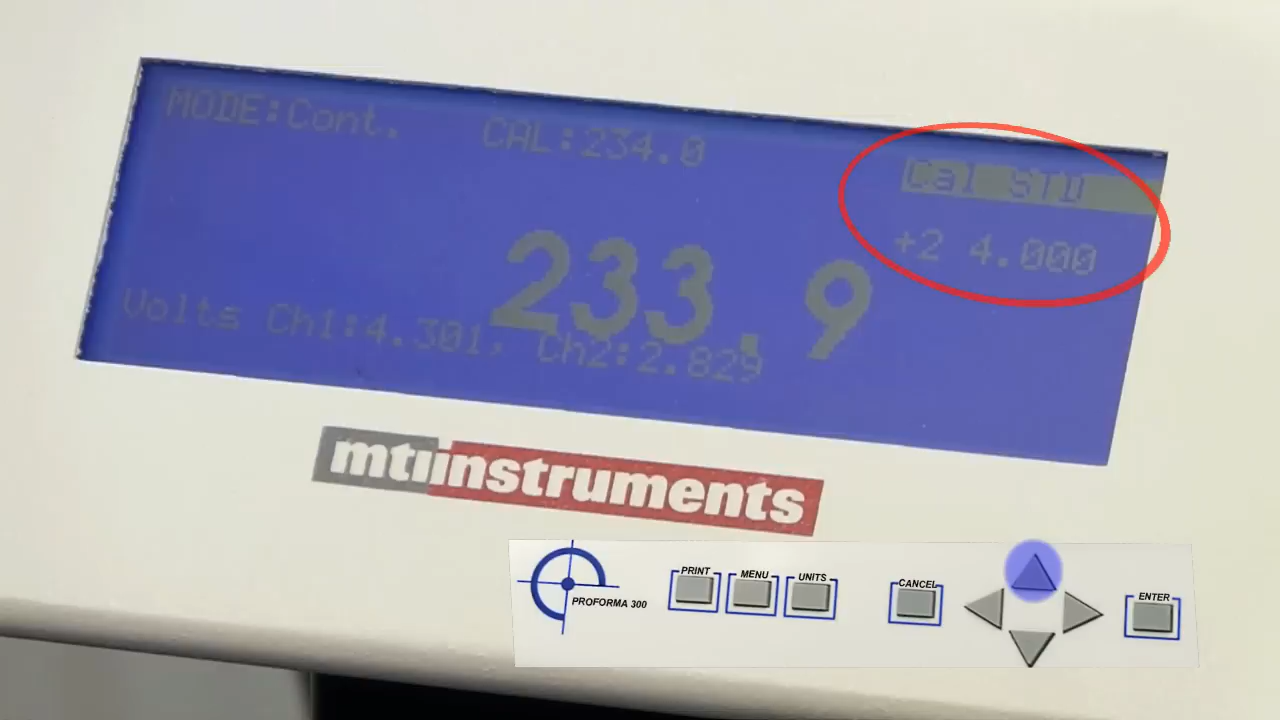 MODE:Cont.
CAL:234.0
Cal STD
+2 4.000
233.9
Volts Ch1:4.301, Ch2:2.829
mtiinstruments
PROFORMA 300
PRINT
MENU
UNITS
CANCEL
ENTER